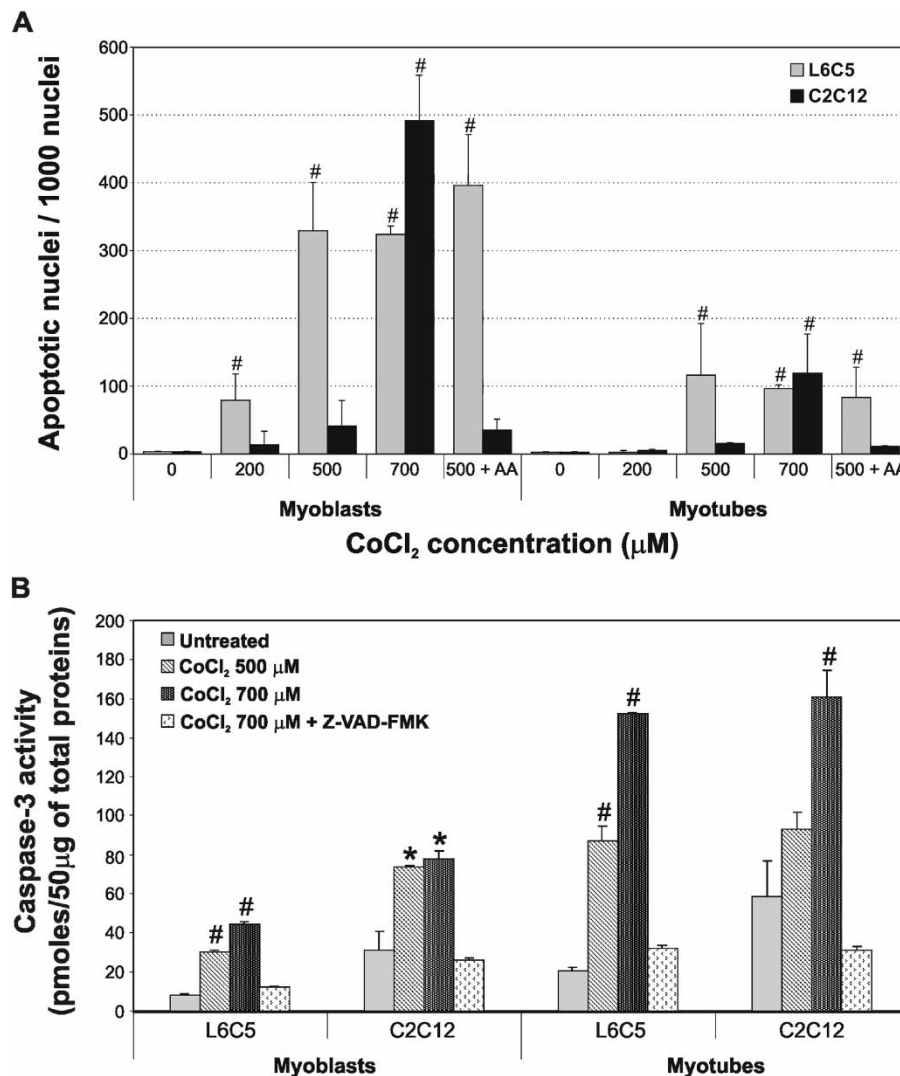 A
Apoptotic nuclei / 1000 nuclei
600
500
400
300
200
100
0
L6C5
C2C12
# # # # # # # # #
0 200 500 700 500 + AA 0 200 500 700 500 + AA
Myoblasts Myotubes
CoCl₂ concentration (μM)
B
Caspase-3 activity
(pmoles/50μg of total proteins)
200
180
160
140
120
100
80
60
40
20
0
Untreated
CoCl₂ 500 μM
CoCl₂ 700 μM
CoCl₂ 700 μM + Z-VAD-FMK
# # * * # # #
L6C5 C2C12 L6C5 C2C12
Myoblasts Myotubes